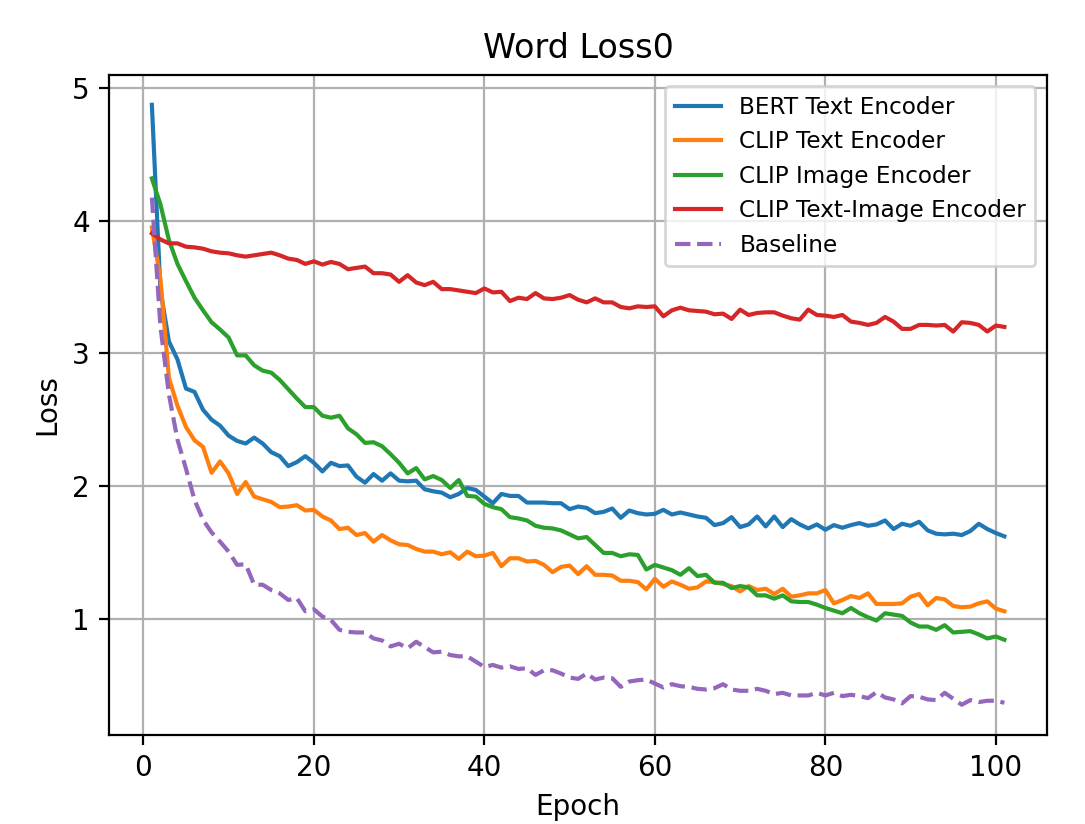 Word Loss0
5
4
3
2
1
Loss
BERT Text Encoder
CLIP Text Encoder
CLIP Image Encoder
CLIP Text-Image Encoder
Baseline
0 20 40 60 80 100
Epoch